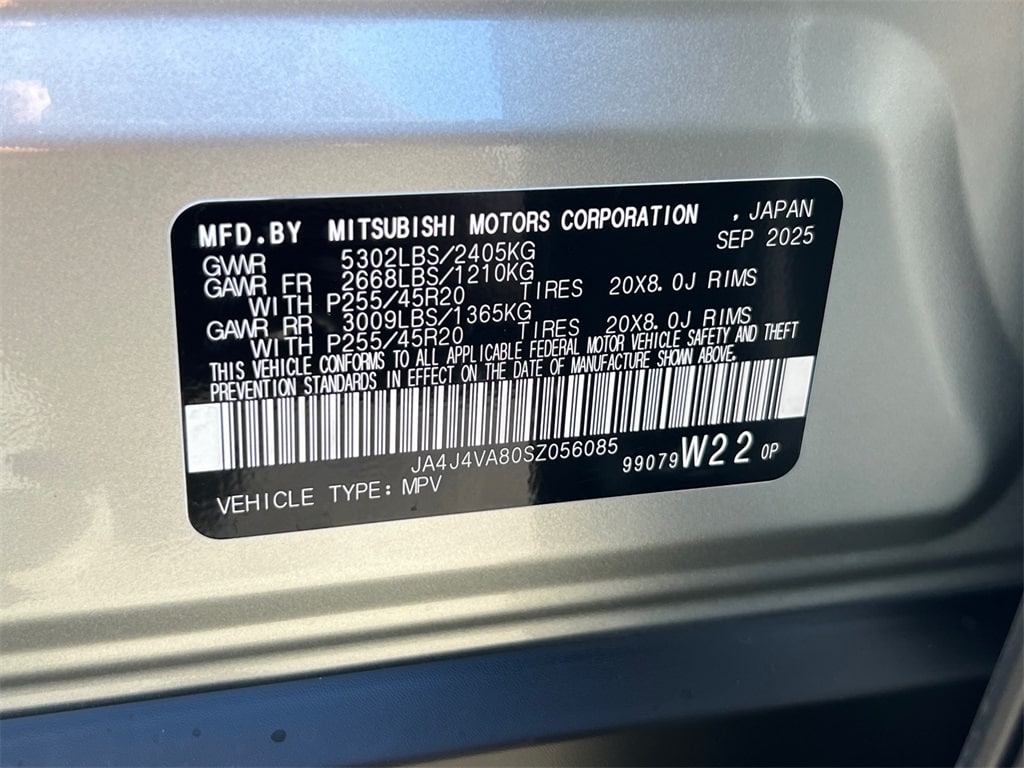 MFD.BY MITSUBISHI MOTORS CORPORATION , JAPAN
SEP 2025
GVWR 5302LBS/2405KG
GAWR FR 2668LBS/1210KG
WITH P255/45R20 TIRES 20X8.0J RIMS
GAWR RR 3009LBS/1365KG
WITH P255/45R20 TIRES 20X8.0J RIMS
THIS VEHICLE CONFORMS TO ALL APPLICABLE FEDERAL MOTOR VEHICLE SAFETY AND THEFT
PREVENTION STANDARDS IN EFFECT ON THE DATE OF MANUFACTURE SHOWN ABOVE.
JA4J4VA80SZ056085
99079W22 0P
VEHICLE TYPE: MPV